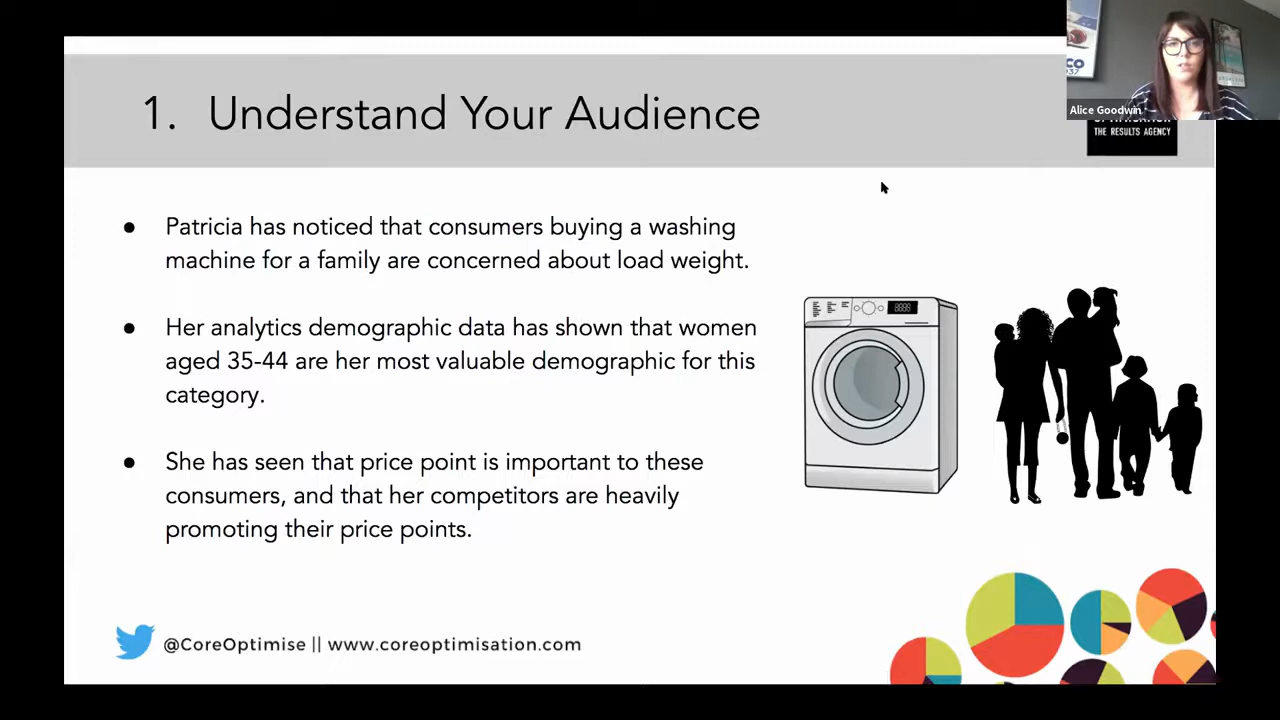 CO
937
Alice Goodwin
THE RESULTS AGENCY
1. Understand Your Audience
● Patricia has noticed that consumers buying a washing
machine for a family are concerned about load weight.
● Her analytics demographic data has shown that women
aged 35-44 are her most valuable demographic for this
category.
● She has seen that price point is important to these
consumers, and that her competitors are heavily
promoting their price points.
@CoreOptimise || www.coreoptimisation.com